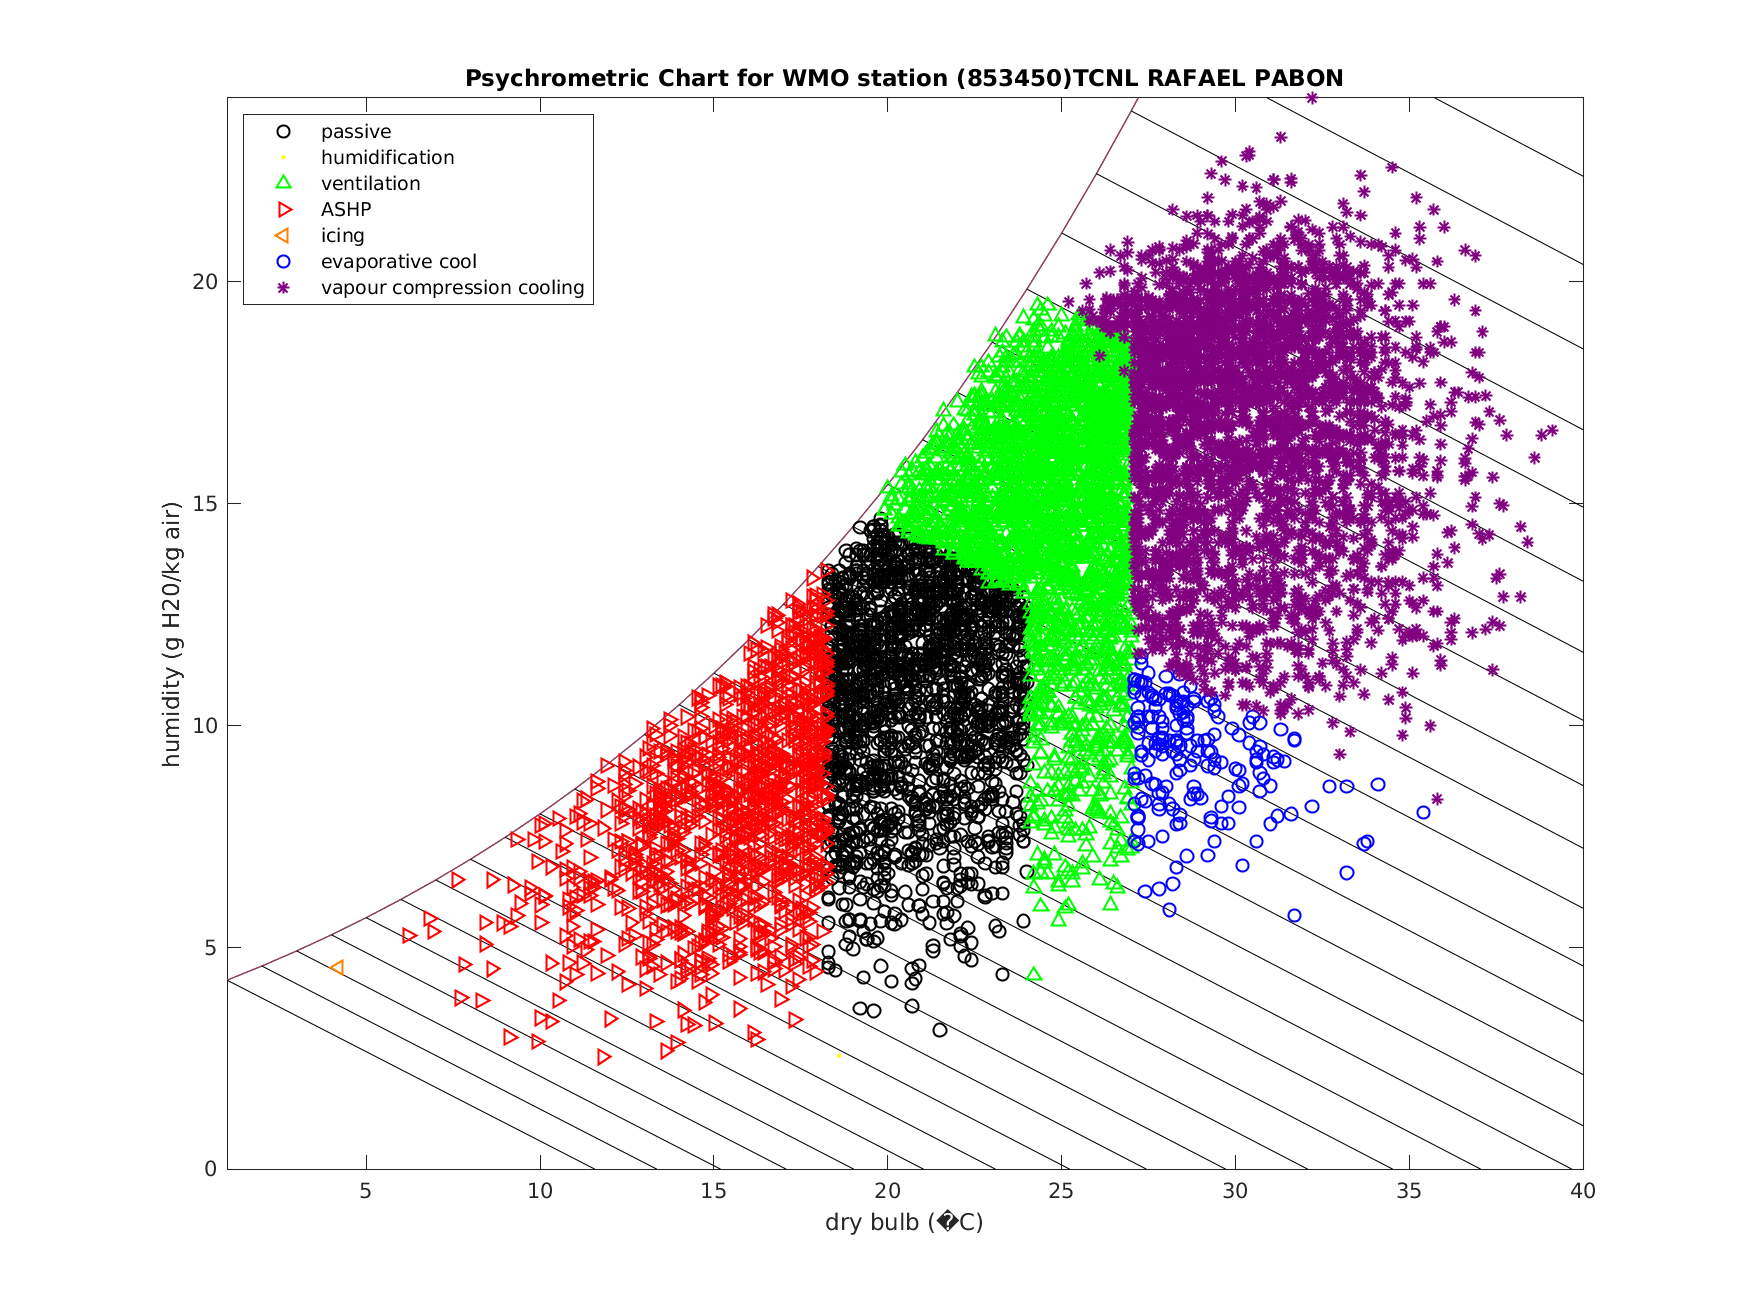 Psychrometric Chart for WMO station (853450)TCNL RAFAEL PABON
passive
humidification
ventilation
ASHP
icing
evaporative cool
vapour compression cooling
humidity (g H20/kg air)
20
15
10
5
0
5 10 15 20 25 30 35 40
dry bulb (�C)